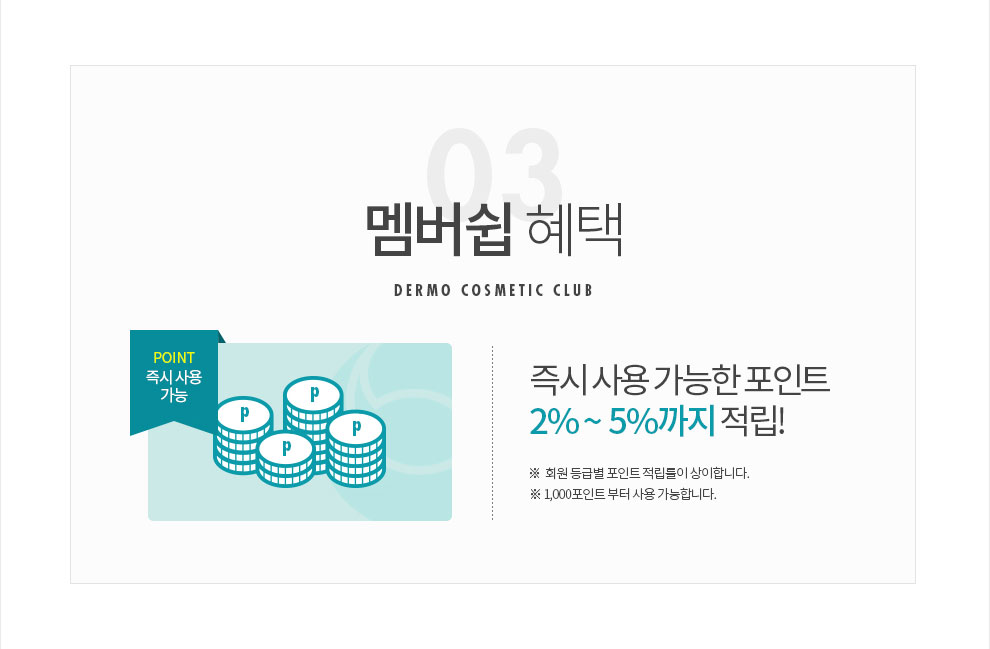 03
멤버쉽 혜택
DERMO COSMETIC CLUB
POINT
즉시 사용
가능
p
p
p
p
즉시 사용 가능한 포인트
2% ~ 5%까지 적립!
※ 회원 등급별 포인트 적립률이 상이합니다.
※ 1,000포인트 부터 사용 가능합니다.